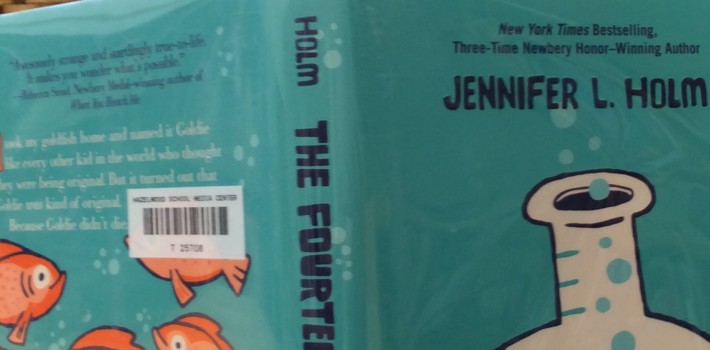 "Awesomely strange and startlingly true-to-life.
It makes you wonder what's possible."
—Rebecca Stead, Newbery Medal–winning author of
When You Reach Me
ook my goldfish home and named it Goldie
like every other kid in the world who thought
hey were being original. But it turned out that
Goldie was kind of original.
Because Goldie didn't die
HAZELWOOD SCHOOL MEDIA CENTER
T 25708
HOLM THE FOURTEE
New York Times Bestselling,
Three-Time Newbery Honor–Winning Author
JENNIFER L. HOLM